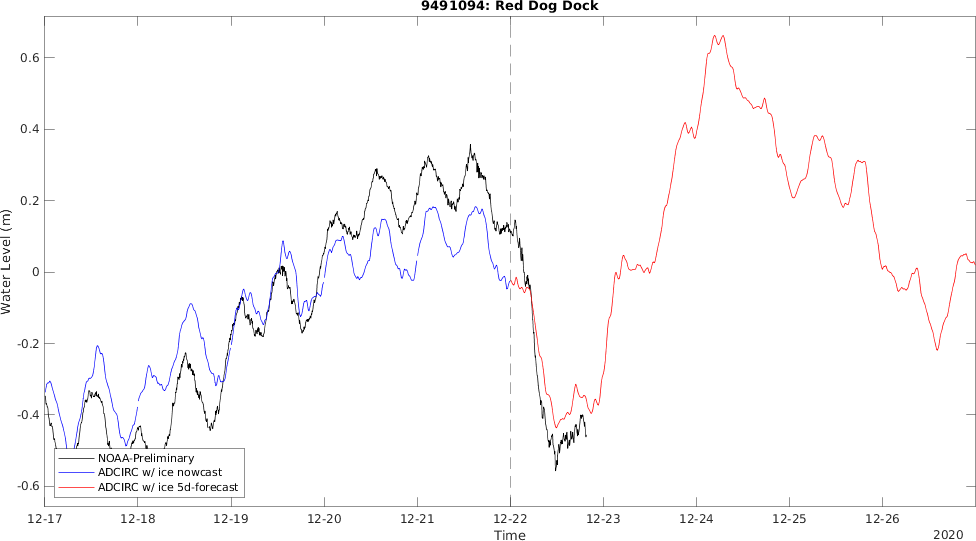 9491094: Red Dog Dock
Water Level (m)
0.6
0.4
0.2
0
-0.2
-0.4
-0.6
NOAA-Preliminary
ADCIRC w/ ice nowcast
ADCIRC w/ ice 5d-forecast
12-17 12-18 12-19 12-20 12-21 12-22 12-23 12-24 12-25 12-26
Time
2020